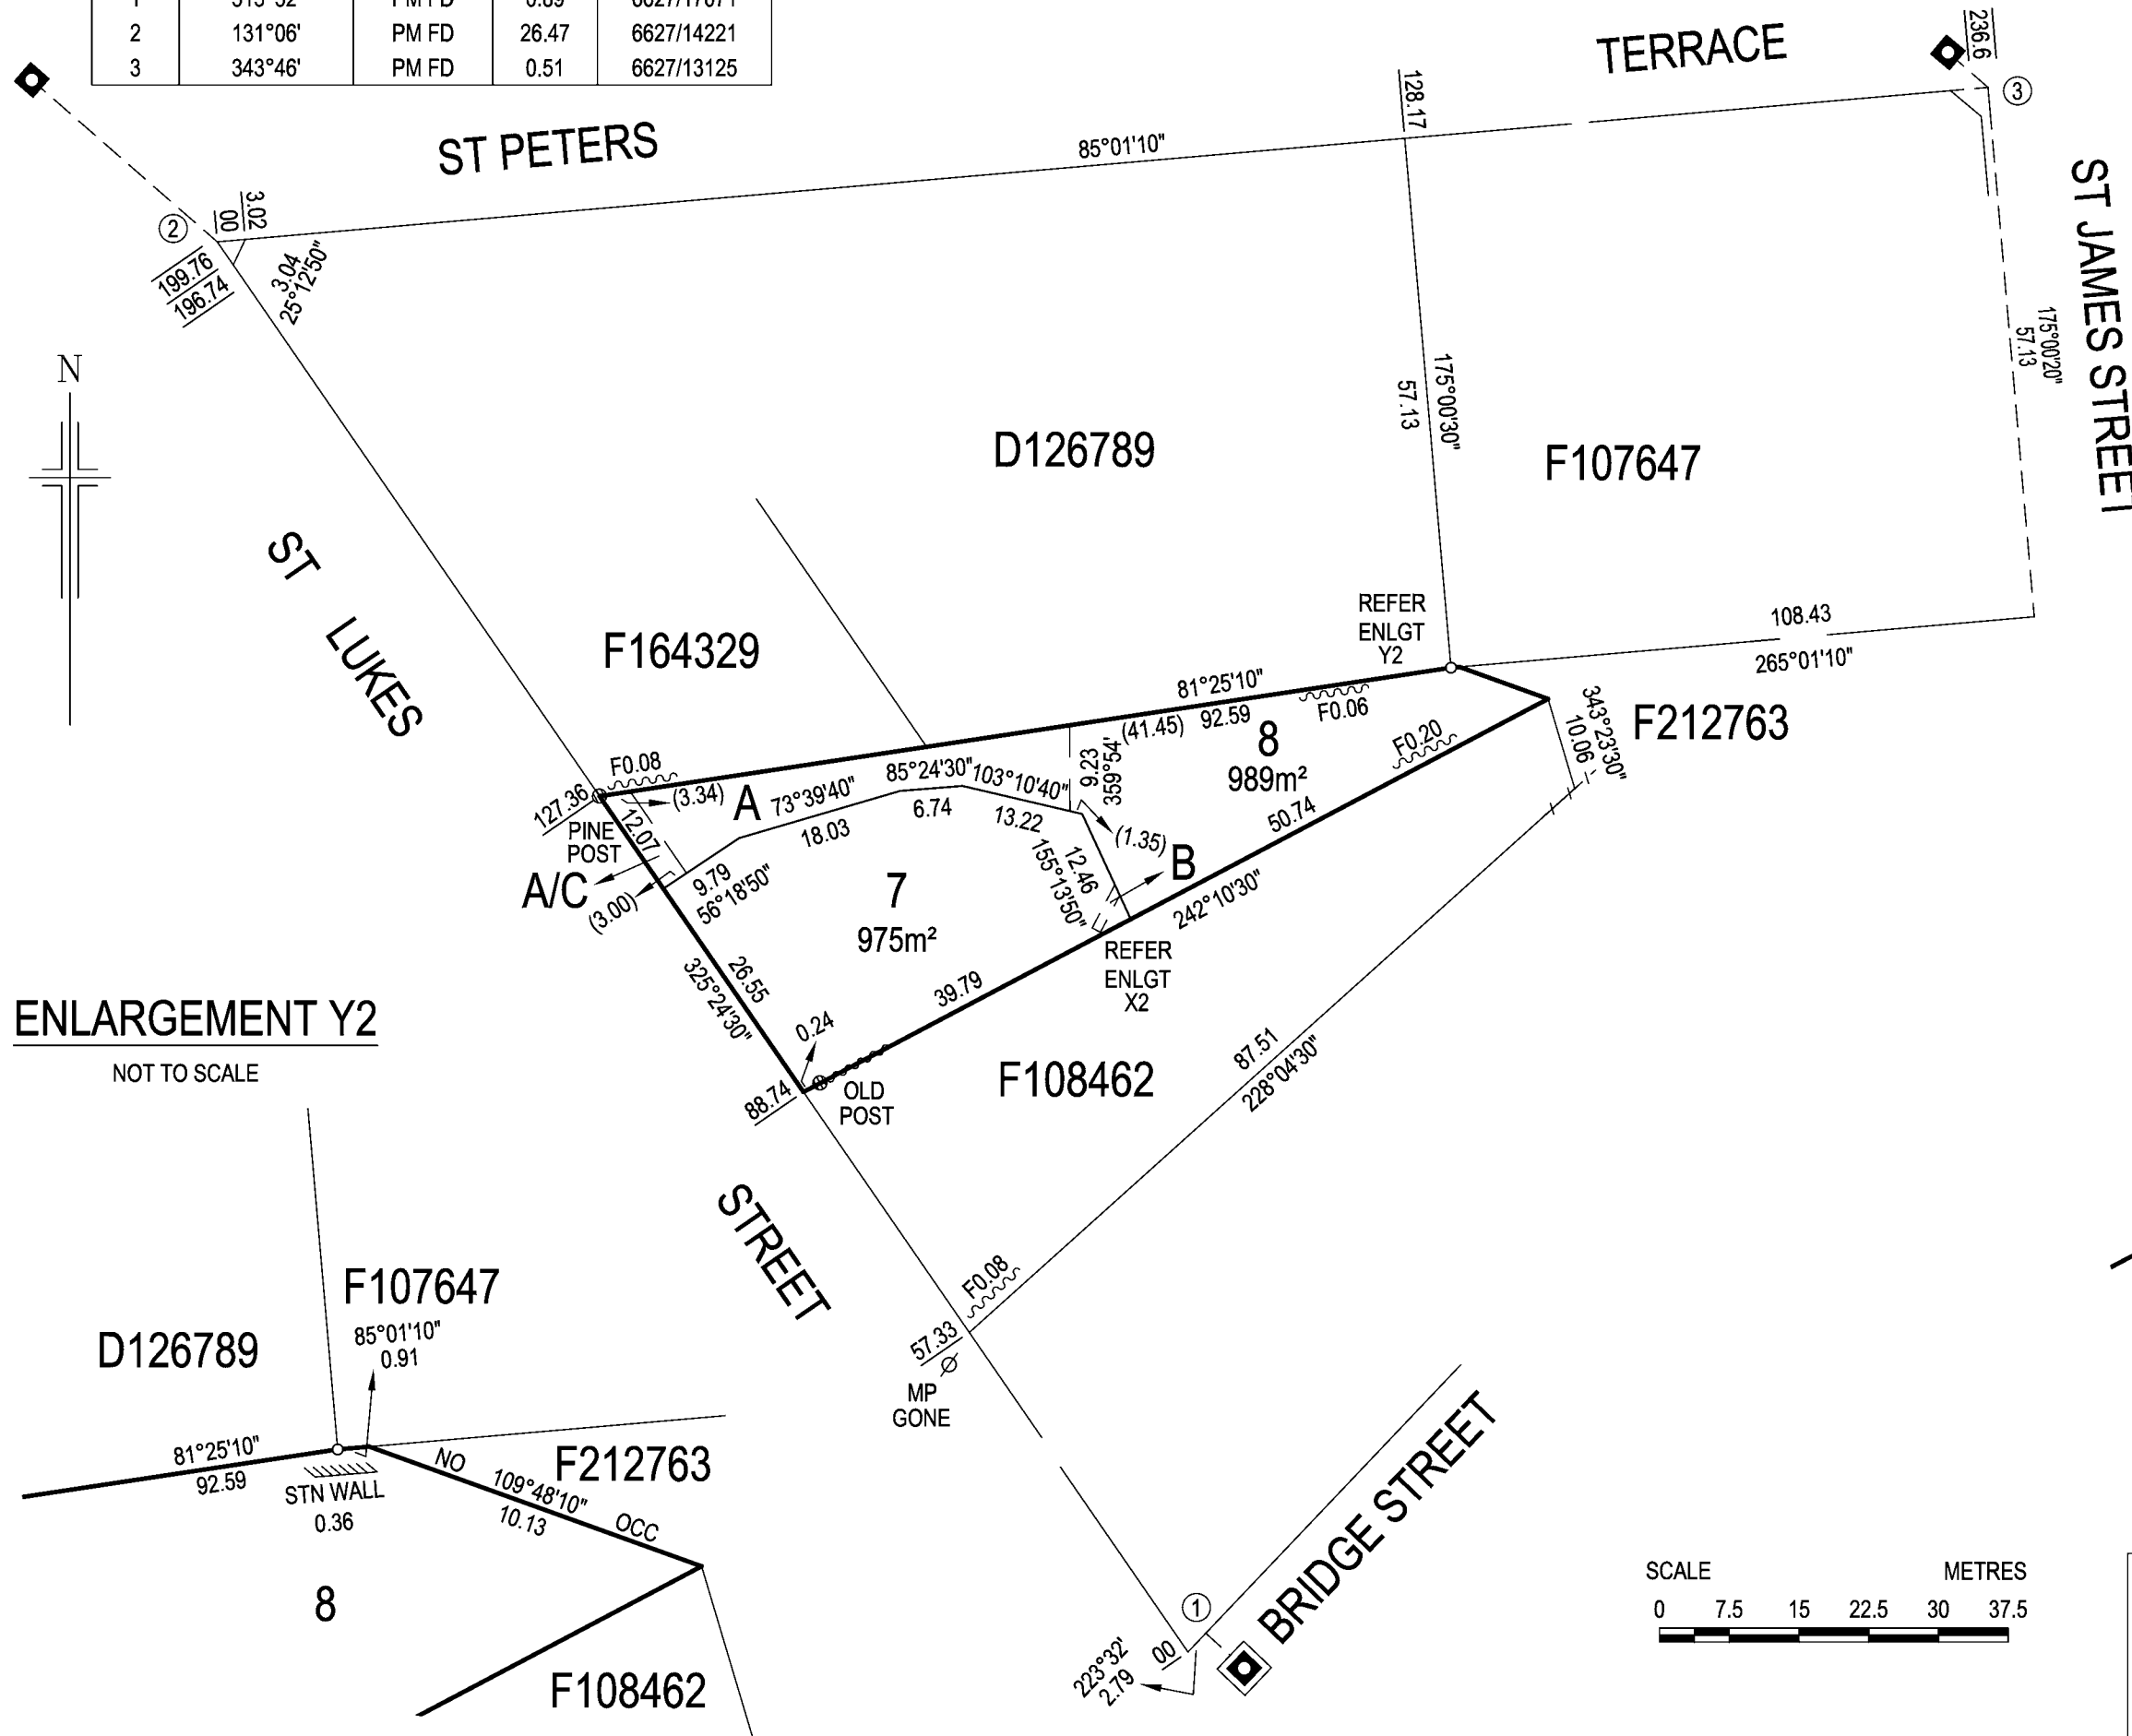 2 131°06' PM FD 26.47 6627/14221
3 343°46' PM FD 0.51 6627/13125
TERRACE
236.6
3
128.17
85°01'10"
ST PETERS
ST JAMES STREET
3.02
00
2
199.76
196.74
3.04
25°12'50"
175°00'20"
57.13
N
175°00'30"
57.13
D126789
F107647
ST LUKES
F164329
REFER
ENLGT
Y2
108.43
265°01'10"
81°25'10"
(41.45) 92.59
F0.06
343°23'30"
10.06
F212763
8
989m²
F0.20
F0.08
(3.34)
A
73°39'40"
18.03
85°24'30"
6.74
103°10'40"
13.22
9.23
359°54'
127.36
PINE
POST
12.07
A/C
(3.00)
9.79
56°18'50"
7
975m²
(1.35)
12.46
155°13'50"
B
50.74
242°10'30"
REFER
ENLGT
X2
26.55
325°24'30"
39.79
0.24
88.74
OLD
POST
F108462
87.51
228°04'30"
ENLARGEMENT Y2
NOT TO SCALE
STREET
F0.08
57.33
MP
GONE
F107647
D126789
85°01'10"
0.91
81°25'10"
92.59
STN WALL
0.36
NO
109°48'10"
10.13
OCC
F212763
8
F108462
BRIDGE STREET
1
00
223°32'
2.79
SCALE METRES
0 7.5 15 22.5 30 37.5